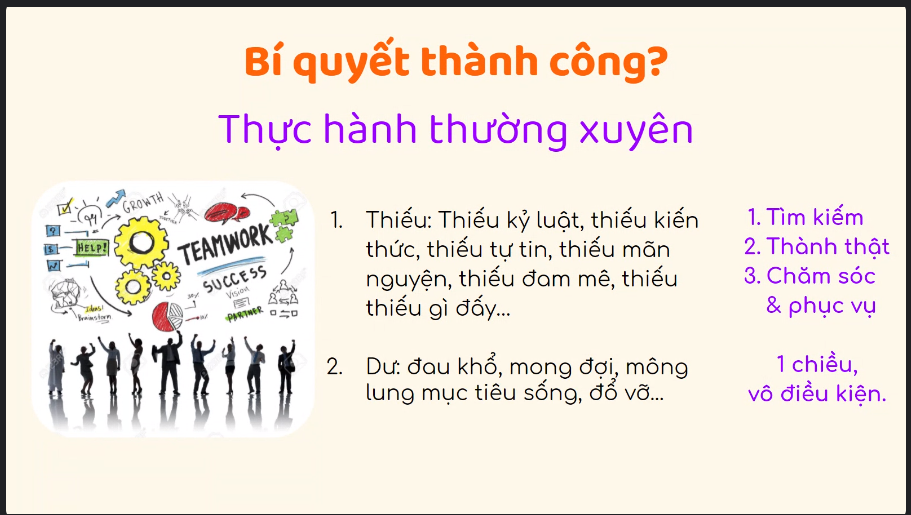 Bí quyết thành công?
Thực hành thường xuyên
GROWTH
HELP!
TEAMWORK
SUCCESS
Vision
PARTNER
Ideas!
Brainstorm
1. Thiếu: Thiếu kỷ luật, thiếu kiến
thức, thiếu tự tin, thiếu mãn
nguyện, thiếu đam mê, thiếu
thiếu gì đấy...
2. Dư: đau khổ, mong đợi, mông
lung mục tiêu sống, đổ vỡ...
1. Tìm kiếm
2. Thành thật
3. Chăm sóc
& phục vụ
1 chiều,
vô điều kiện.